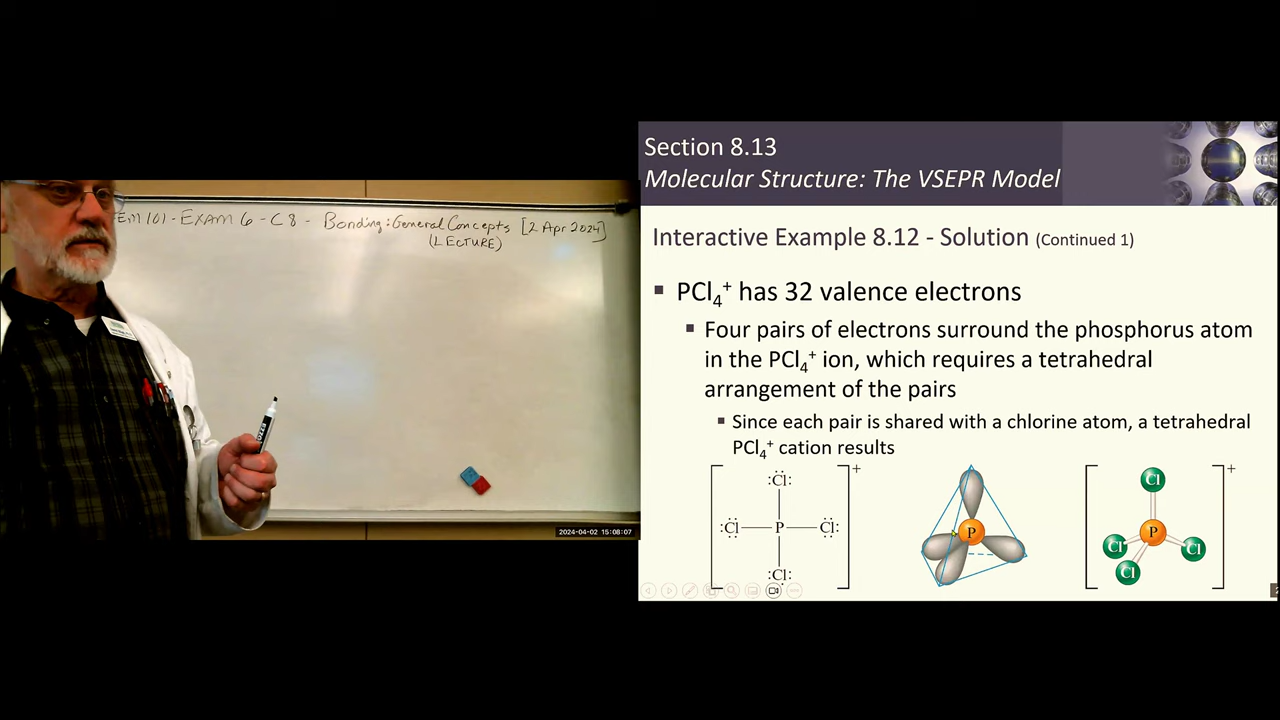 EM 101 - EXAM 6 - C 8 - Bonding: General Concepts [2 Apr 2024]
(LECTURE)
2024-04-02 15:08:07
Section 8.13
Molecular Structure: The VSEPR Model
Interactive Example 8.12 - Solution (Continued 1)
▪ PCl₄⁺ has 32 valence electrons
▪ Four pairs of electrons surround the phosphorus atom
in the PCl₄⁺ ion, which requires a tetrahedral
arrangement of the pairs
▪ Since each pair is shared with a chlorine atom, a tetrahedral
PCl₄⁺ cation results
Cl
Cl P Cl
Cl
+
P
Cl
P
Cl Cl
Cl
+